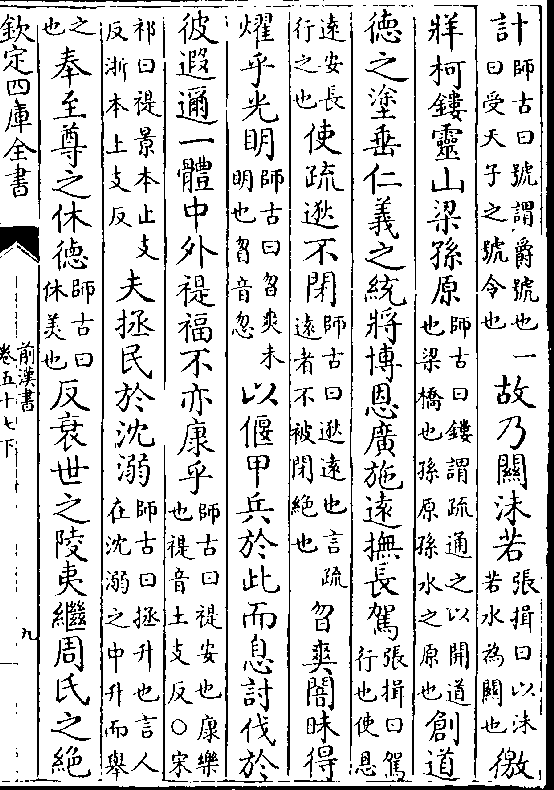 計師古曰號謂爵號也一曰受天子之號令也故乃關沬若張揖曰以沬若水為關也徼
牂柯鏤靈山梁孫原師古曰鏤謂疏通之以開道也梁橋也孫原孫水之原也創道
德之塗垂仁義之統將博恩廣施遠撫長駕張揖曰駕行也使恩
遠安長行之也使疏逖不閉師古曰逖遠也言疏遠者不被閉絶也曶爽闇昧得
燿乎光明師古曰曶爽未明也曶音忽以偃甲兵於此而息討伐於
彼遐邇一體中外禔福不亦康乎師古曰禔安也康樂也禔音土支反○宋
祁曰禔景本止支反浙本上支反夫拯民於沈溺師古曰拯升也言人在沈溺之中升而舉
之也奉至尊之休德師古曰休美也反衰世之陵夷繼周氏之絶
欽定四庫全書
前漢書
卷五十七下
九